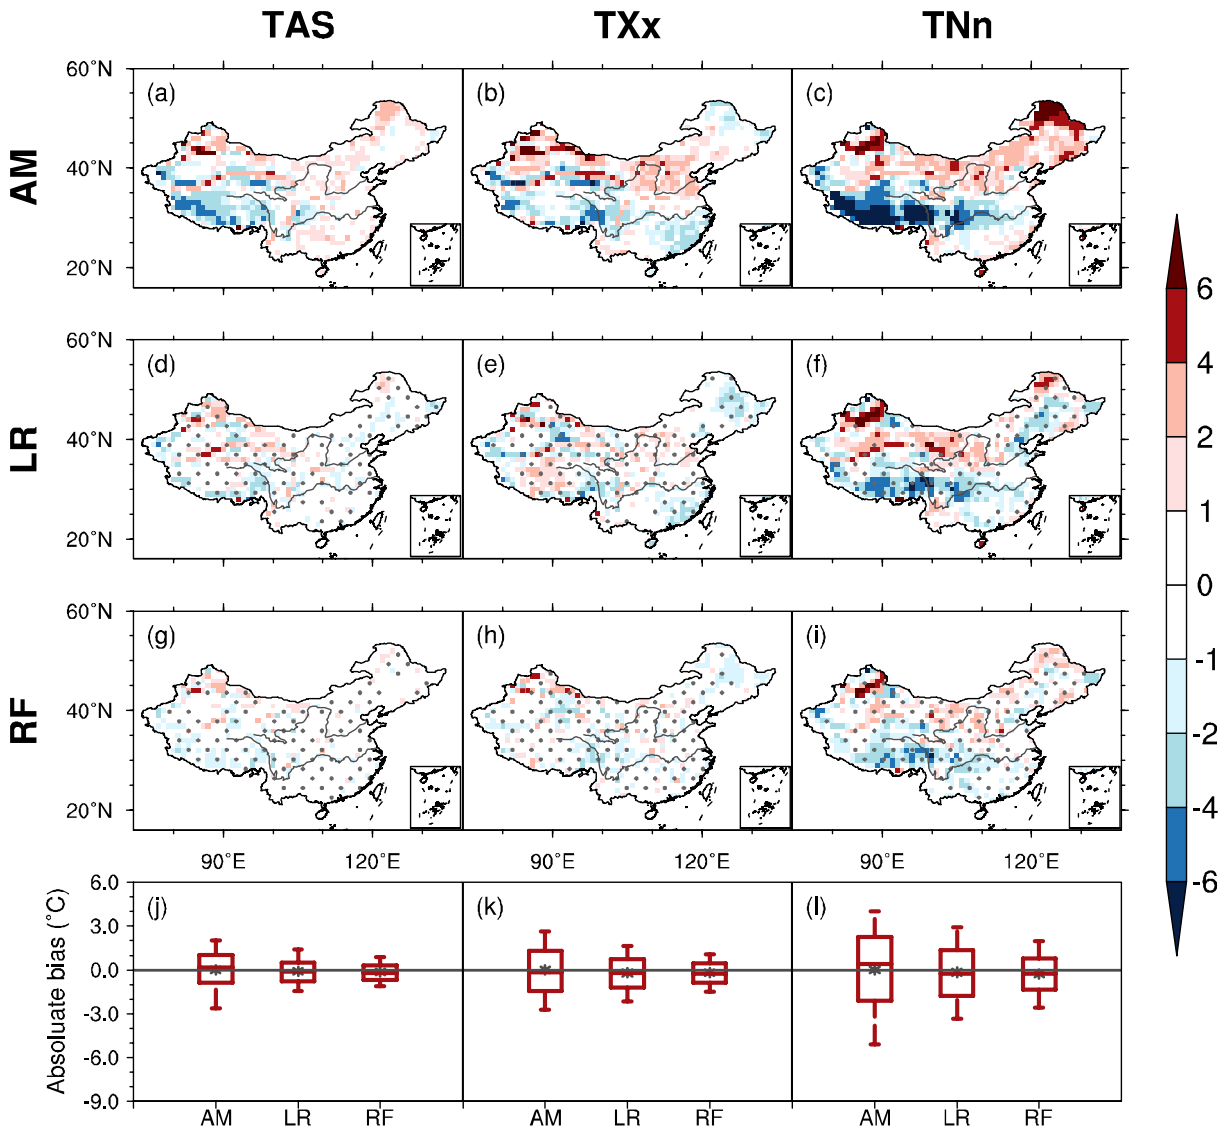 TAS TXx TNn
AM
60°N (a) (b) (c)
40°N
20°N
LR
60°N (d) (e) (f)
40°N
20°N
RF
60°N (g) (h) (i)
40°N
20°N
90°E 120°E 90°E 120°E 90°E 120°E
6
4
2
1
0
-1
-2
-4
-6
Absoluate bias (°C)
6.0 (j) (k) (l)
3.0
0.0
-3.0
-6.0
-9.0
AM LR RF AM LR RF AM LR RF